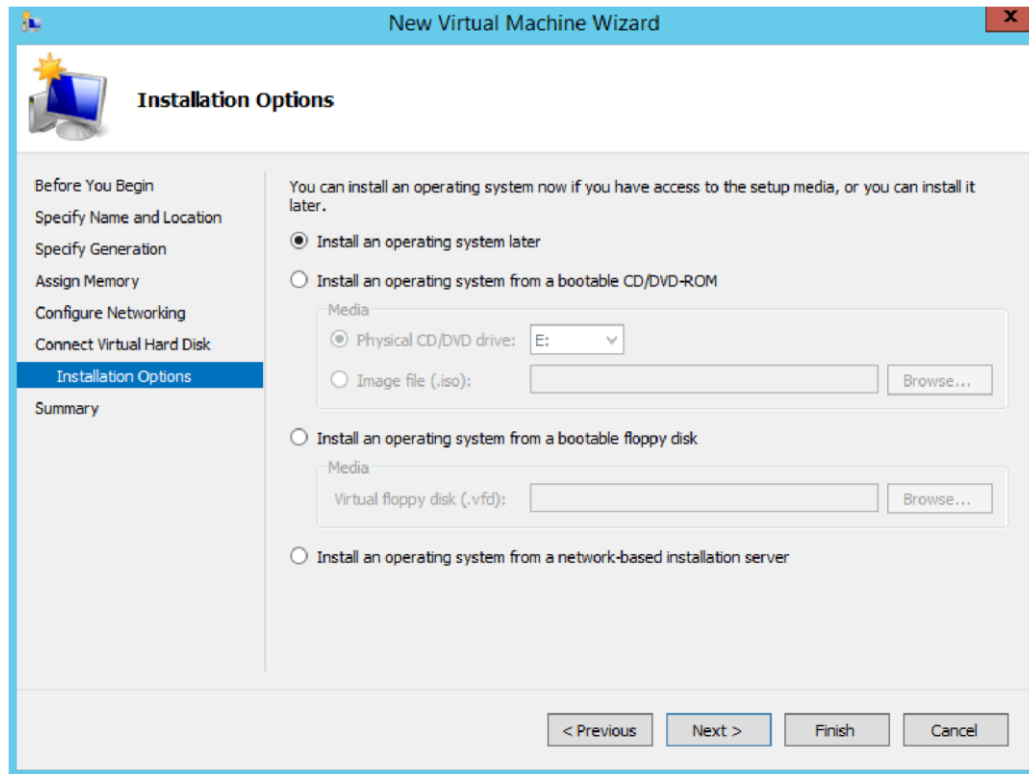 New Virtual Machine Wizard
x
Installation Options
Before You Begin
Specify Name and Location
Specify Generation
Assign Memory
Configure Networking
Connect Virtual Hard Disk
Installation Options
Summary
You can install an operating system now if you have access to the setup media, or you can install it
later.
Install an operating system later
Install an operating system from a bootable CD/DVD-ROM
Media
Physical CD/DVD drive: E:
Image file (.iso): Browse...
Install an operating system from a bootable floppy disk
Media
Virtual floppy disk (.vfd): Browse...
Install an operating system from a network-based installation server
< Previous Next > Finish Cancel